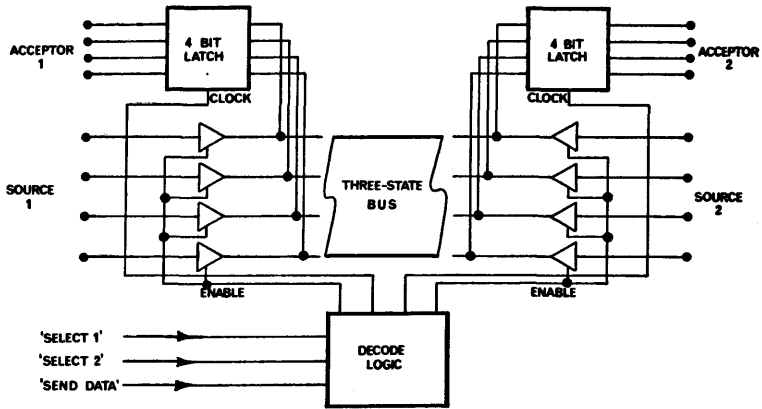 ACCEPTOR
1
4 BIT
LATCH
CLOCK
4 BIT
LATCH
CLOCK
ACCEPTOR
2
SOURCE
1
THREE-STATE
BUS
SOURCE
2
ENABLE
ENABLE
'SELECT 1'
'SELECT 2'
'SEND DATA'
DECODE
LOGIC